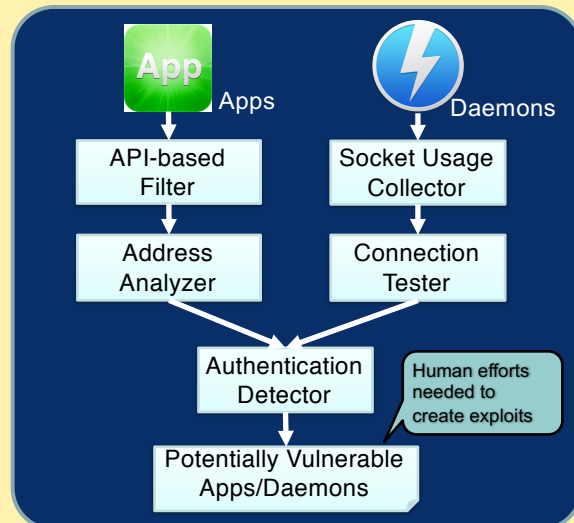 App
Apps
Daemons
API-based
Filter
Socket Usage
Collector
Address
Analyzer
Connection
Tester
Authentication
Detector
Human efforts
needed to
create exploits
Potentially Vulnerable
Apps/Daemons